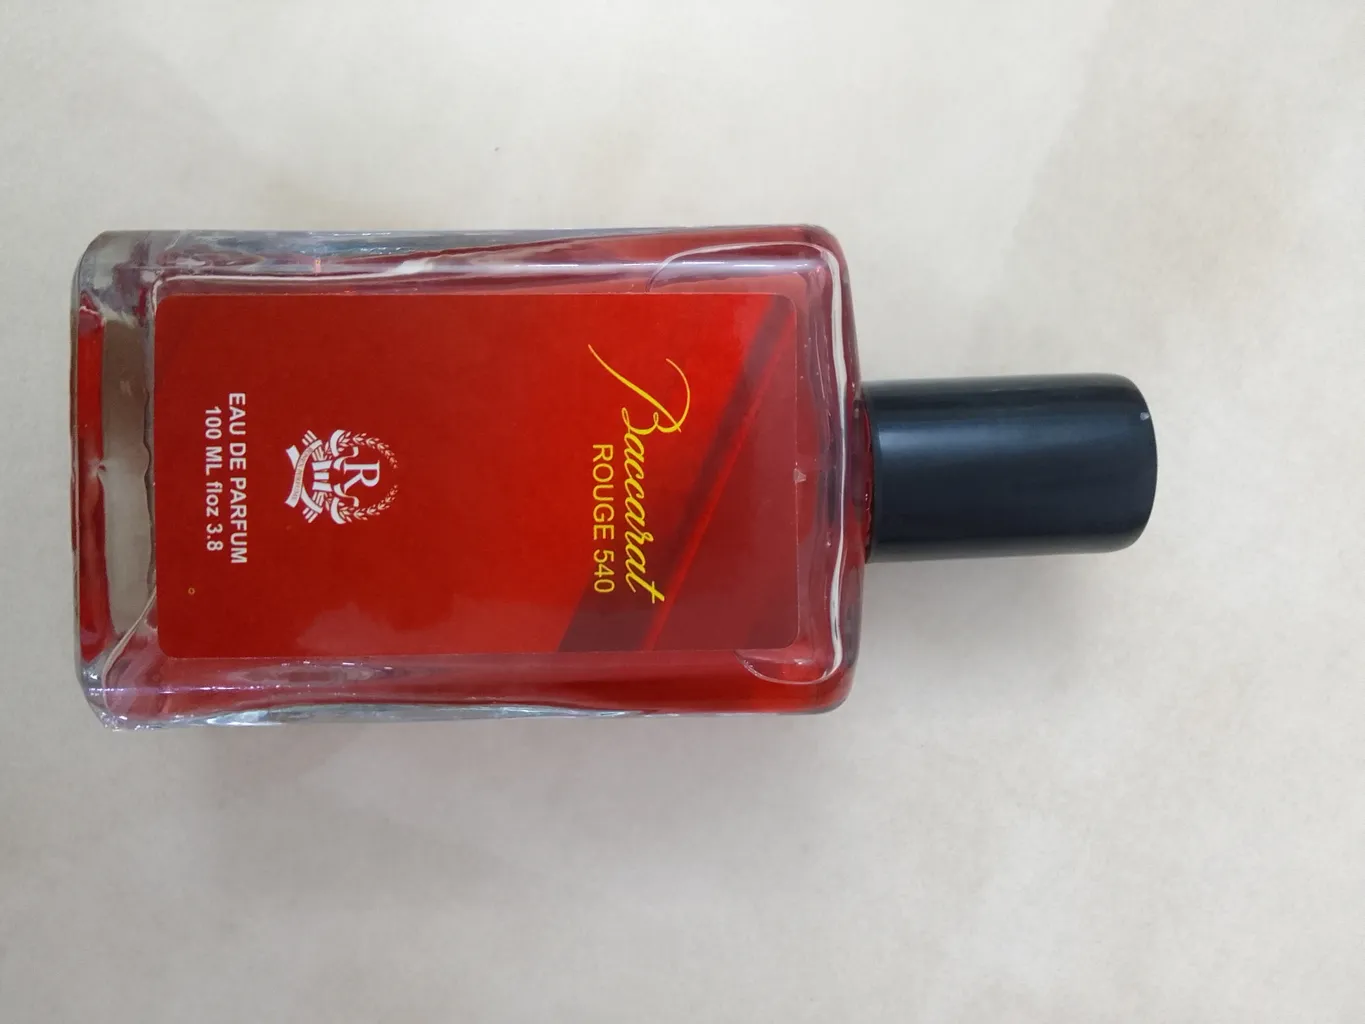 Baccarat
ROUGE 540
R
EAU DE PARFUM
100 ML floz 3.8